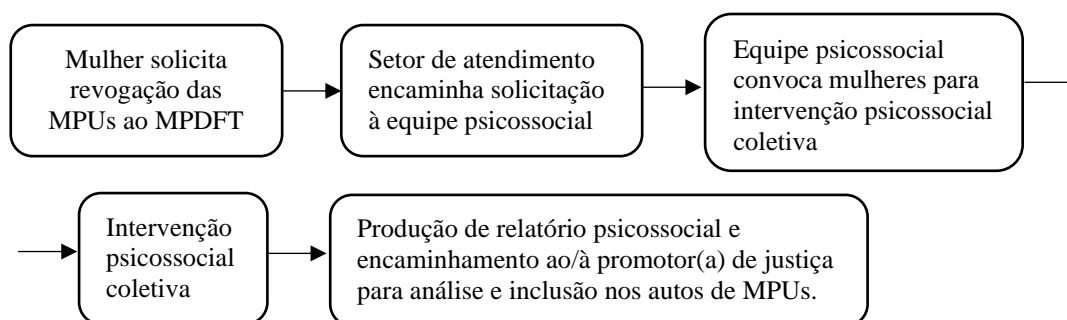 Mulher solicita
revogação das
MPUs ao MPDFT
Setor de atendimento
encaminha solicitação
à equipe psicossocial
Equipe psicossocial
convoca mulheres para
intervenção psicossocial
coletiva
Intervenção
psicossocial
coletiva
Produção de relatório psicossocial e
encaminhamento ao/à promotor(a) de justiça
para análise e inclusão nos autos de MPUs.